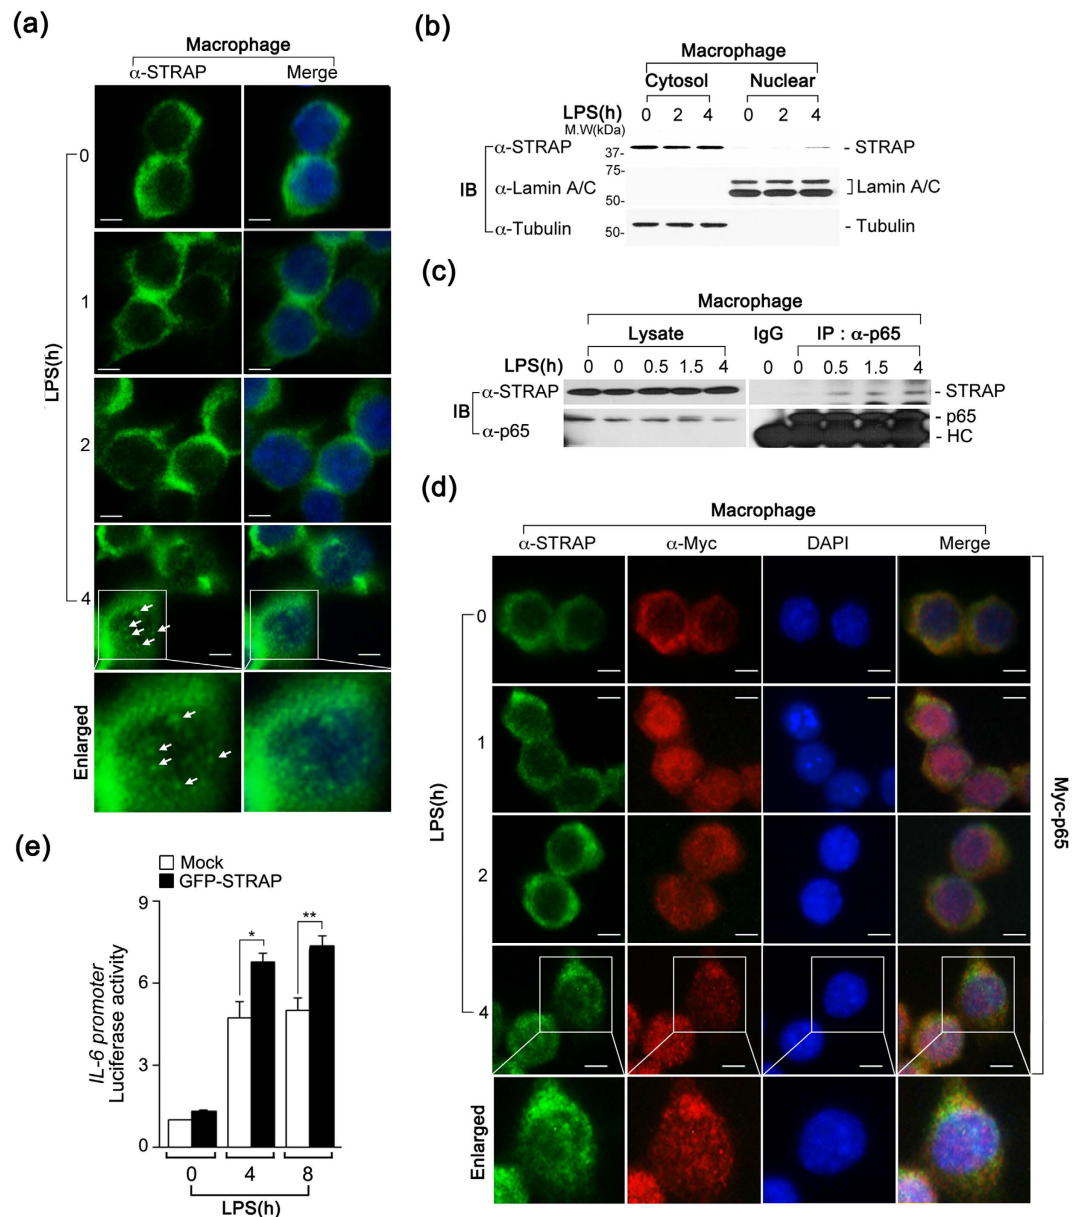 (a)
Macrophage
α-STRAP Merge
0
1
2
4
LPS(h)
Enlarged
(b)
Macrophage
Cytosol Nuclear
LPS(h) 0 2 4 0 2 4
M.W(kDa)
IB
α-STRAP 37- - STRAP
75-
α-Lamin A/C 50- Lamin A/C
α-Tubulin 50- - Tubulin
(c)
Macrophage
Lysate IgG IP : α-p65
LPS(h) 0 0 0.5 1.5 4 0 0 0.5 1.5 4
IB
α-STRAP - STRAP
α-p65 - p65
- HC
(d)
Macrophage
α-STRAP α-Myc DAPI Merge
0
1
2
4
LPS(h)
Enlarged
Myc-p65
(e)
Mock
GFP-STRAP
IL-6 promoter
Luciferase activity
9
6
3
0
*
**
0 4 8
LPS(h)